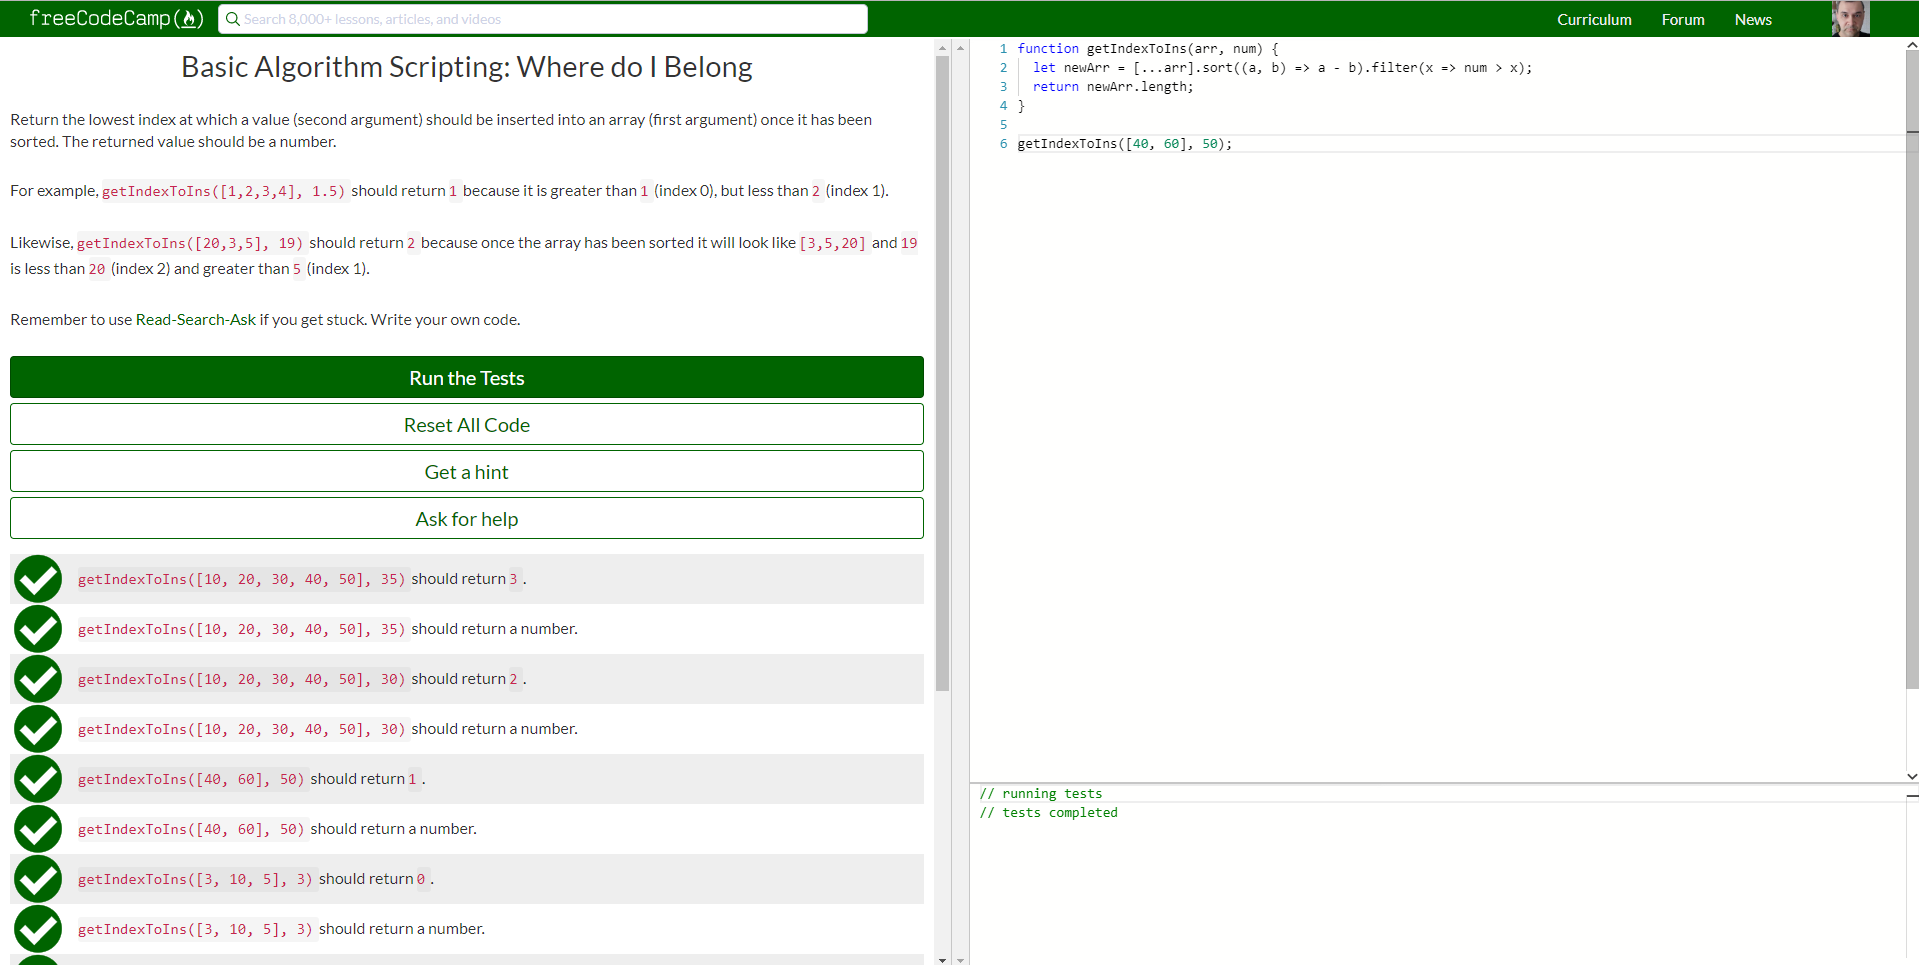 freeCodeCamp
Search 8,000+ lessons, articles, and videos
Curriculum
Forum
News
Basic Algorithm Scripting: Where do I Belong
Return the lowest index at which a value (second argument) should be inserted into an array (first argument) once it has been
sorted. The returned value should be a number.
For example, getIndexToIns([1,2,3,4], 1.5) should return 1 because it is greater than 1 (index 0), but less than 2 (index 1).
Likewise, getIndexToIns([20,3,5], 19) should return 2 because once the array has been sorted it will look like [3,5,20] and 19
is less than 20 (index 2) and greater than 5 (index 1).
Remember to use Read-Search-Ask if you get stuck. Write your own code.
Run the Tests
Reset All Code
Get a hint
Ask for help
getIndexToIns([10, 20, 30, 40, 50], 35) should return 3.
getIndexToIns([10, 20, 30, 40, 50], 35) should return a number.
getIndexToIns([10, 20, 30, 40, 50], 30) should return 2.
getIndexToIns([10, 20, 30, 40, 50], 30) should return a number.
getIndexToIns([40, 60], 50) should return 1.
getIndexToIns([40, 60], 50) should return a number.
getIndexToIns([3, 10, 5], 3) should return 0.
getIndexToIns([3, 10, 5], 3) should return a number.
1 function getIndexToIns(arr, num) {
2 let newArr = [...arr].sort((a, b) => a - b).filter(x => num > x);
3 return newArr.length;
4 }
5
6 getIndexToIns([40, 60], 50);
// running tests
// tests completed